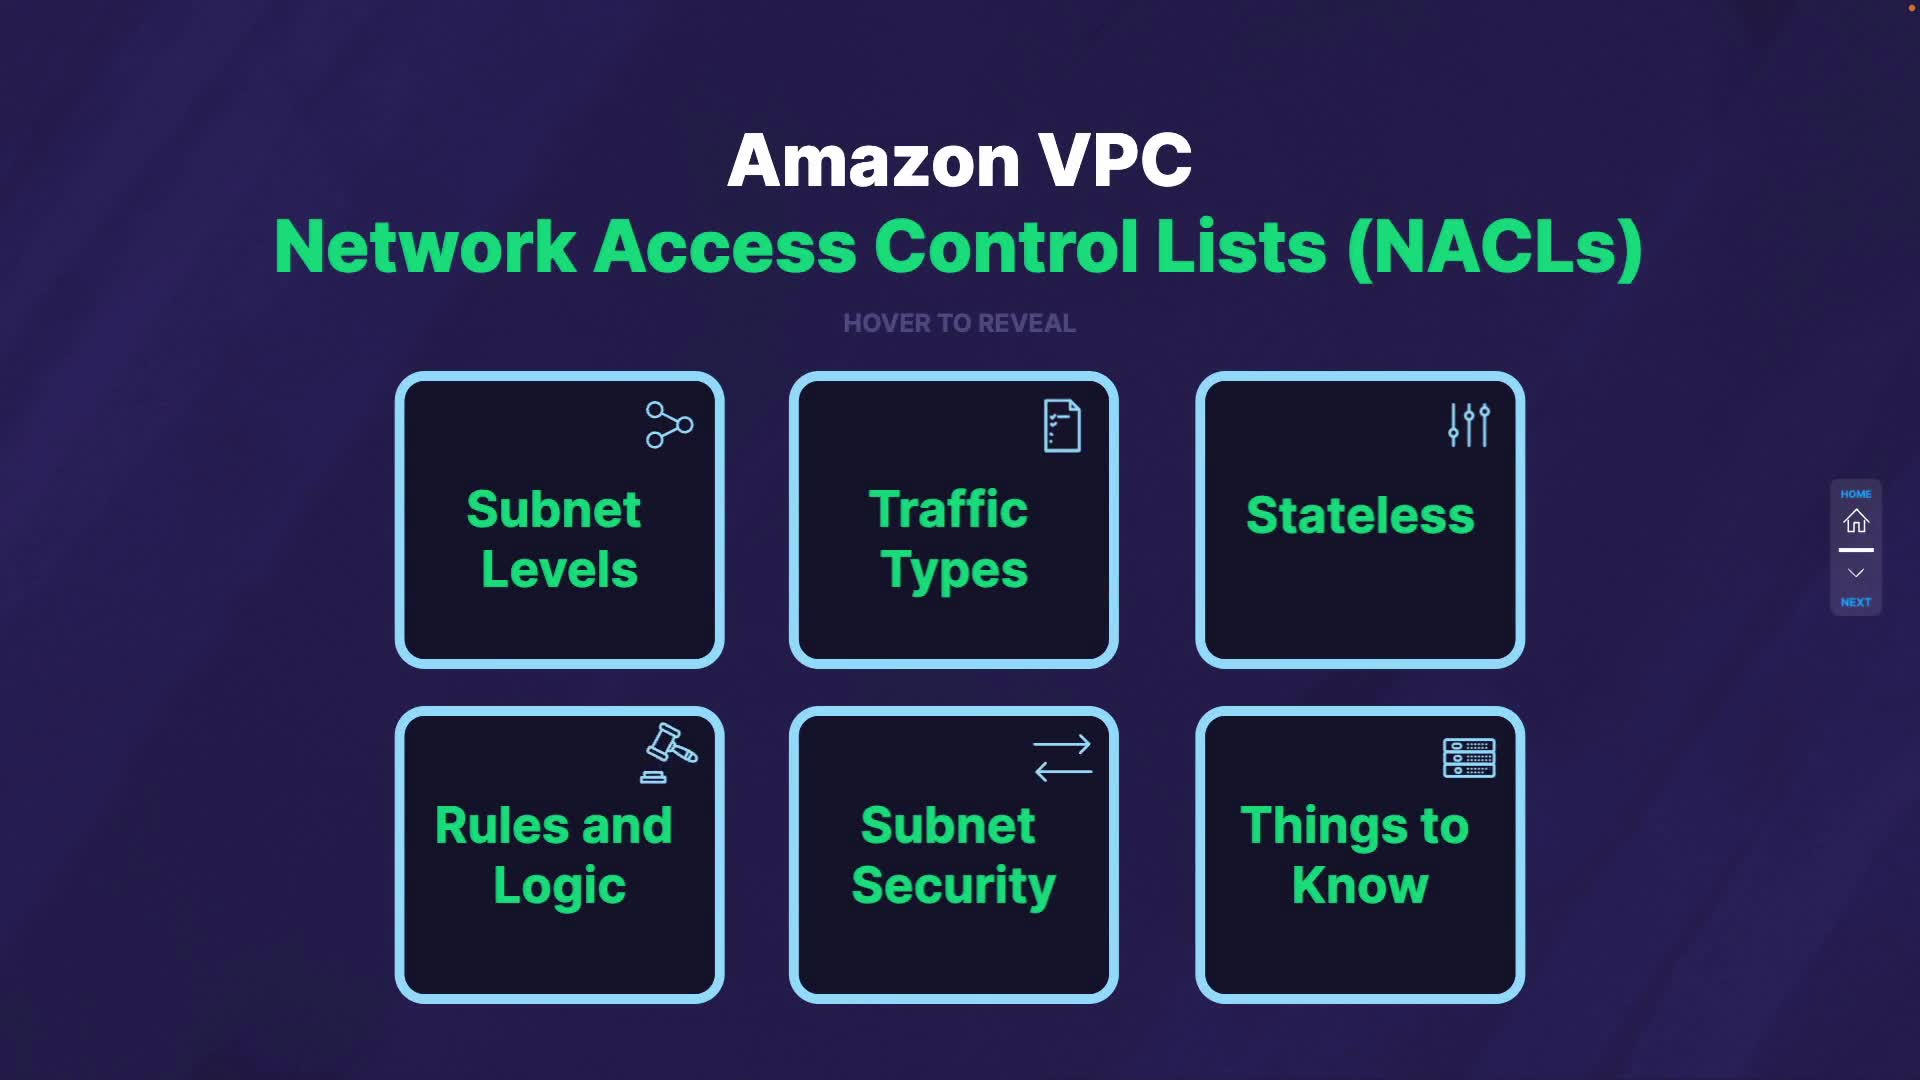 Amazon VPC
Network Access Control Lists (NACLs)
HOVER TO REVEAL
Subnet
Levels
Traffic
Types
Stateless
Rules and
Logic
Subnet
Security
Things to
Know
HOME
NEXT